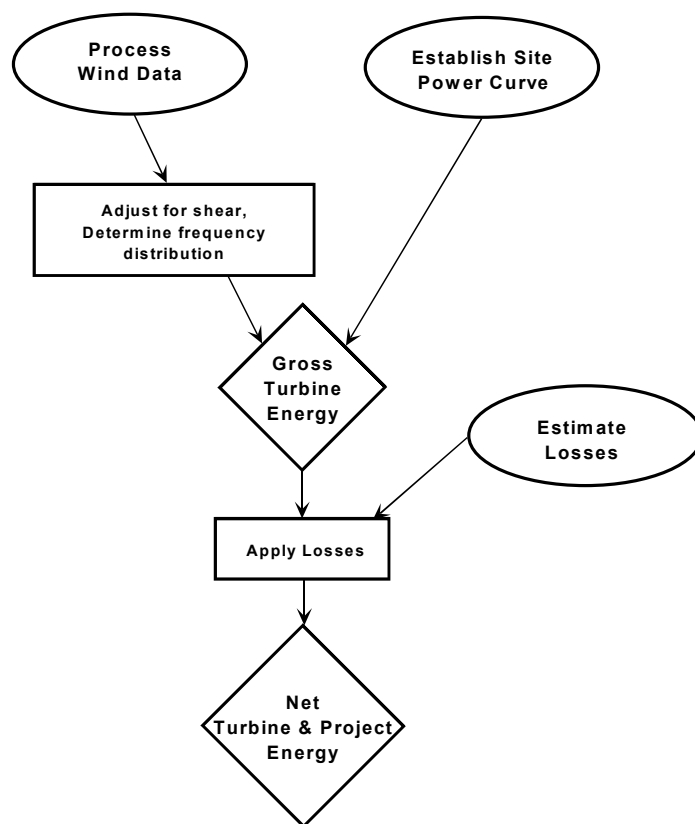 Process
Wind Data
Establish Site
Power Curve
Adjust for shear,
Determine frequency
distribution
Gross
Turbine
Energy
Estimate
Losses
Apply Losses
Net
Turbine & Project
Energy